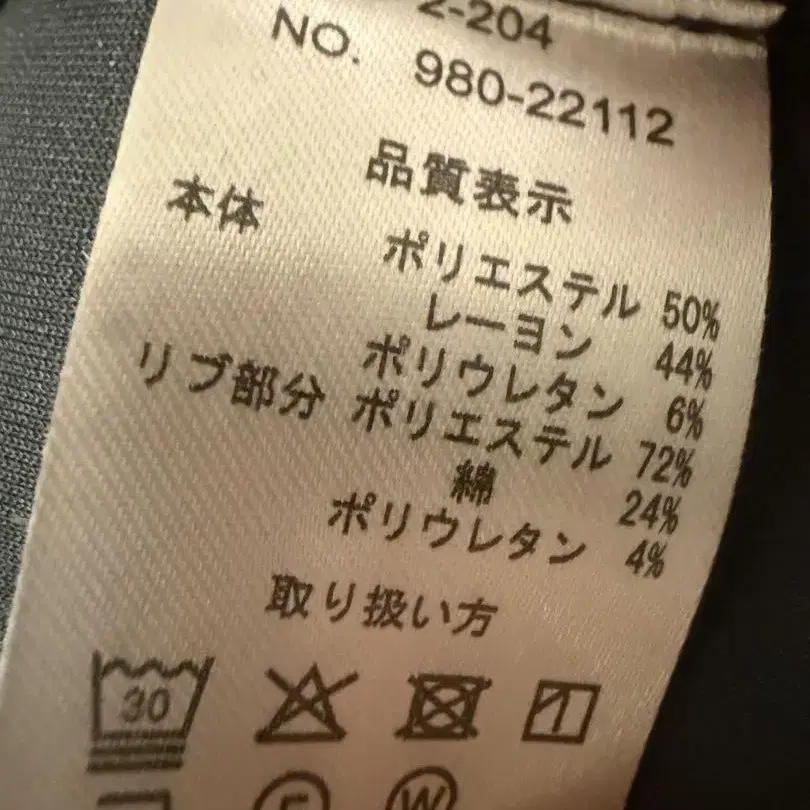 2-204
NO. 980-22112
品質表示
本体 ポリエステル 50%
レーヨン 44%
ポリウレタン 6%
リブ部分 ポリエステル 72%
綿 24%
ポリウレタン 4%
取り扱い方
30
F W